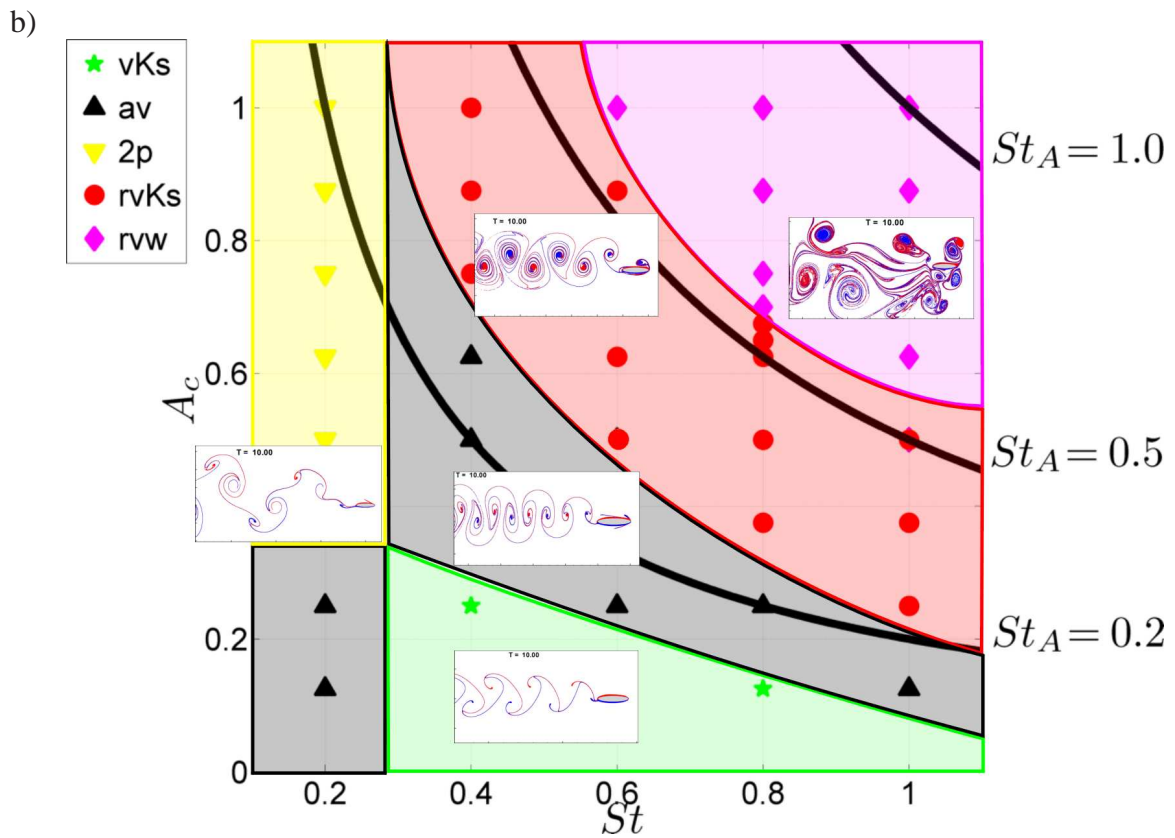 b)
vKs
av
2p
rvKs
rvw
1
0.8
0.6
0.2
0
A_c
0.2
0.4
0.6
0.8
1
St
St_A = 1.0
St_A = 0.5
St_A = 0.2
T = 10.00
T = 10.00
T = 10.00
T = 10.00
T = 10.00